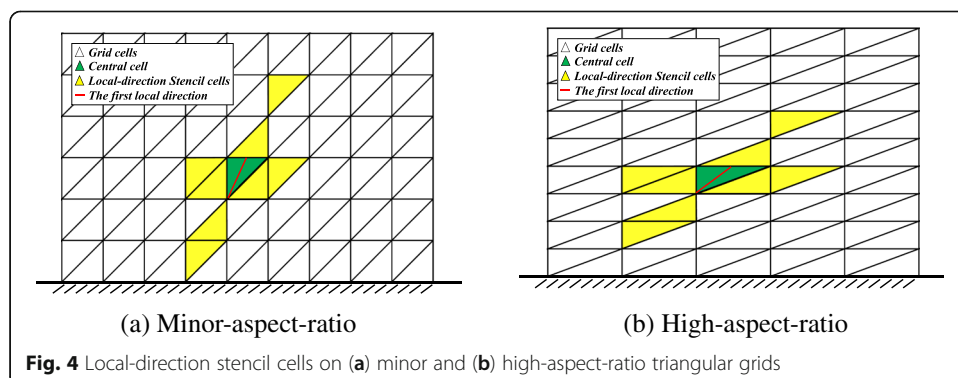 Grid cells
Central cell
Local-direction Stencil cells
The first local direction
Grid cells
Central cell
Local-direction Stencil cells
The first local direction
(a) Minor-aspect-ratio
(b) High-aspect-ratio
Fig. 4 Local-direction stencil cells on (a) minor and (b) high-aspect-ratio triangular grids